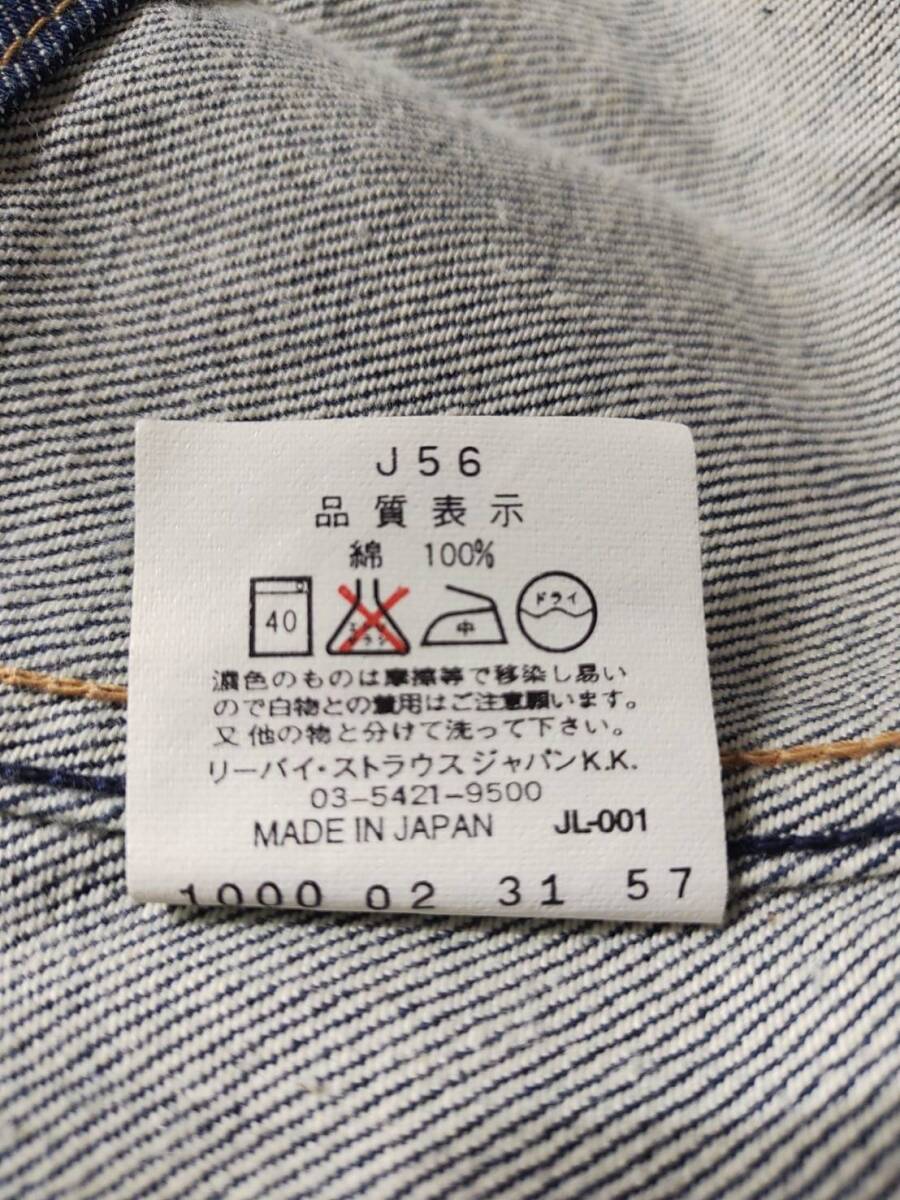 J56
品質表示
綿 100%
40 中 ドライ
濃色のものは摩擦等で移染し易い
ので白物との着用はご注意願います。
又他の物と分けて洗って下さい。
リーバイ・ストラウス ジャパンK.K.
03-5421-9500
MADE IN JAPAN JL-001
1000 02 31 57